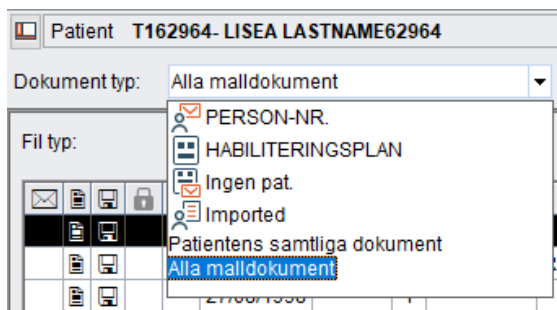 Patient T162964- LISEA LASTNAME62964
Dokument typ: Alla malldokument
Fil typ:
PERSON-NR.
HABILITERINGSPLAN
Ingen pat.
Imported
Patientens samtliga dokument
Alla malldokument